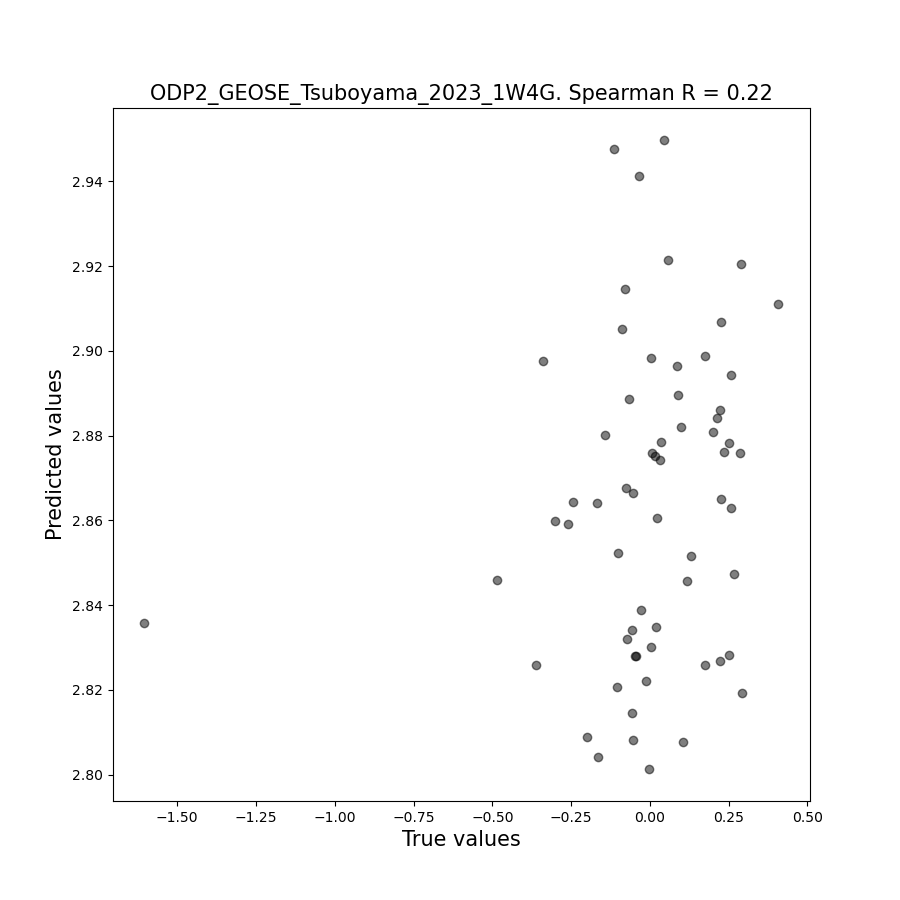 ODP2_GEOSE_Tsuboyama_2023_1W4G. Spearman R = 0.22
Predicted values
2.94
2.92
2.90
2.88
2.86
2.84
2.82
2.80
−1.50 −1.25 −1.00 −0.75 −0.50 −0.25 0.00 0.25 0.50
True values